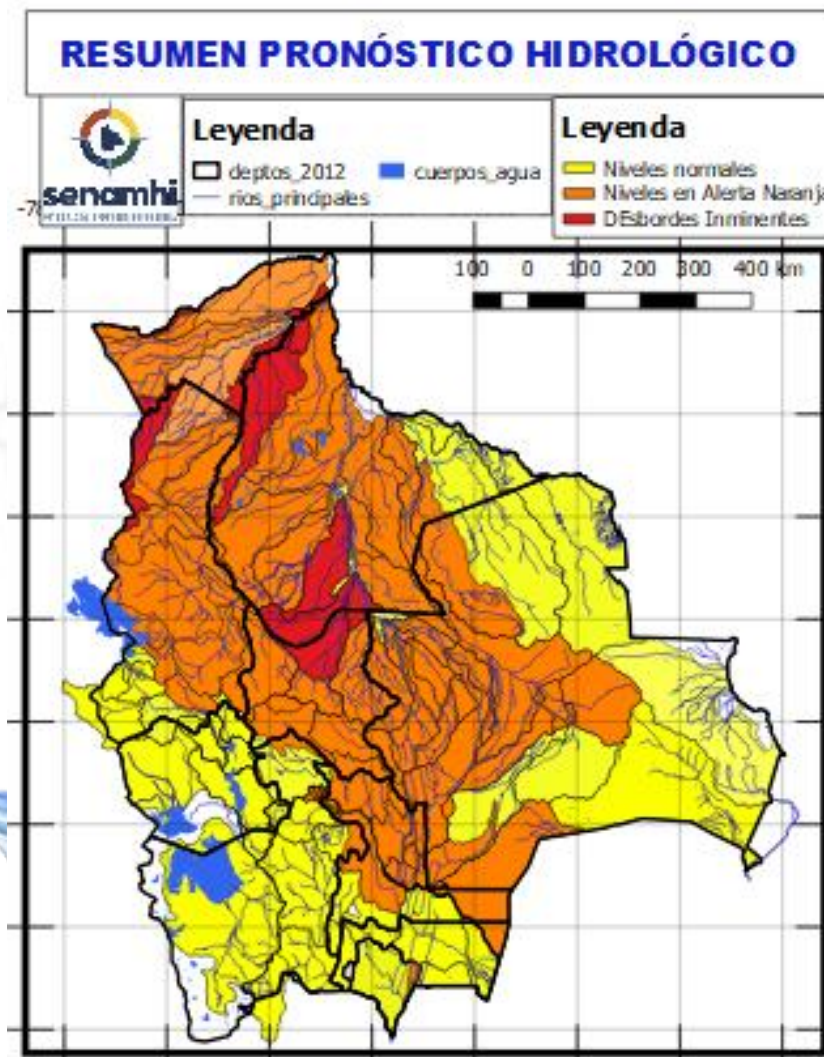 RESUMEN PRONÓSTICO HIDROLÓGICO
senamhi
Leyenda
deptos_2012 cuerpos_agua
rios_principales
Leyenda
Niveles normales
Niveles en Alerta Naranja
DEsbordes Inminentes
100 0 100 200 300 400 km